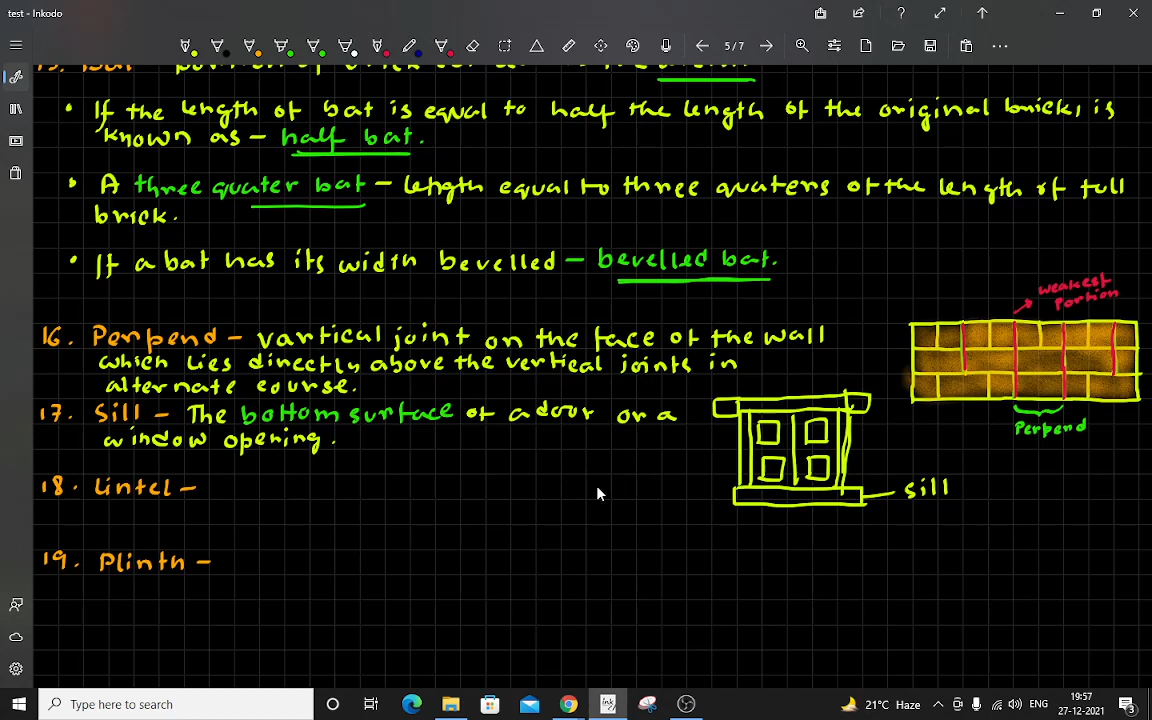 test - Inkodo
5/7
If the length of bat is equal to half the length of the original brick, is
known as - half bat.
A three quater bat - length equal to three quaters of the length of full
brick.
If a bat has its width bevelled - bevelled bat.
weakest
portion
16. Perpend - vartical joint on the face of the wall
which lies directly above the vertical joints in
alternate course.
Perpend
17. Sill - The bottom surface of a door or a
window opening.
Sill
18. Lintel -
19. Plinth -
Type here to search
21°C Haze
ENG
19:57
27-12-2021
3